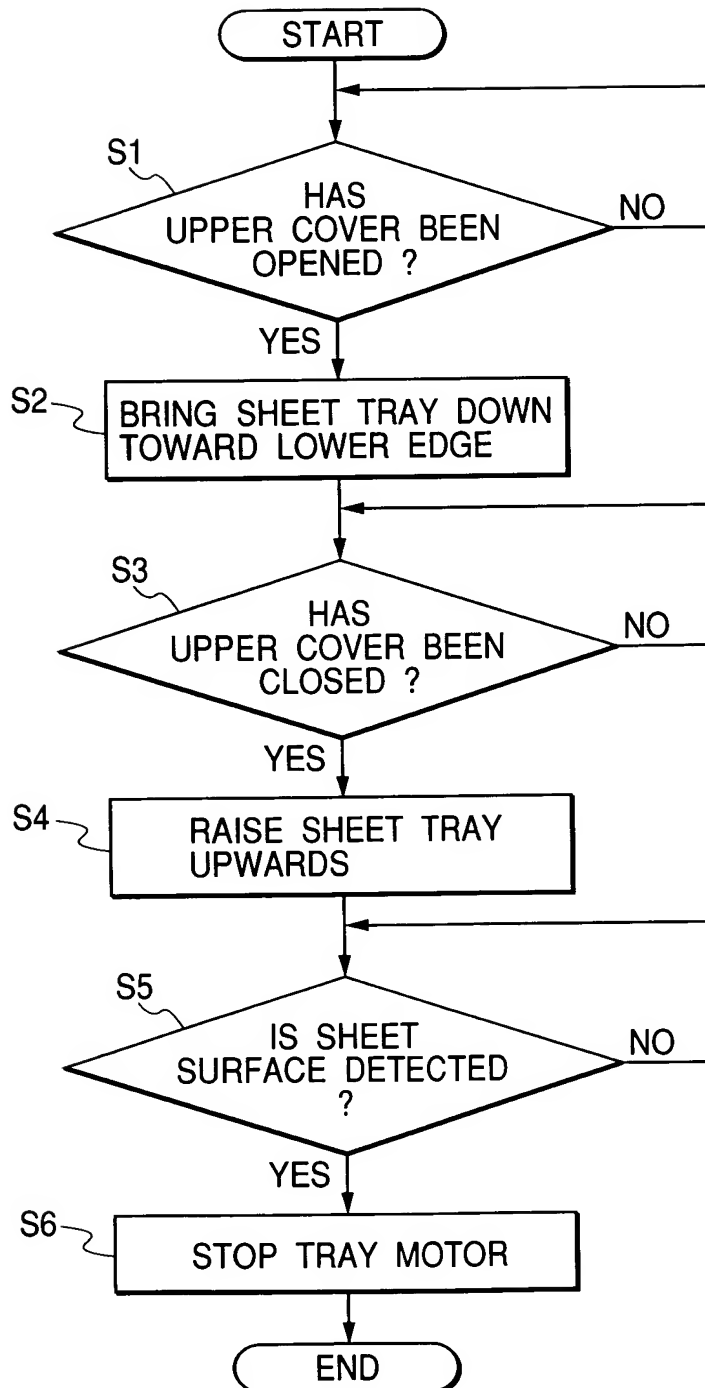 START
S1
HAS
UPPER COVER BEEN
OPENED ?
NO
YES
S2
BRING SHEET TRAY DOWN
TOWARD LOWER EDGE
S3
HAS
UPPER COVER BEEN
CLOSED ?
NO
YES
S4
RAISE SHEET TRAY
UPWARDS
S5
IS SHEET
SURFACE DETECTED
?
NO
YES
S6
STOP TRAY MOTOR
END